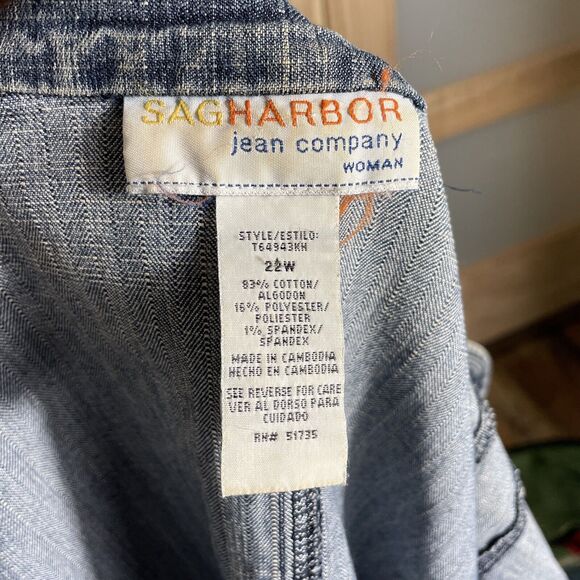 SAGHARBOR
jean company
WOMAN
STYLE/ESTILO:
T64943KH
22W
83% COTTON/
ALGODON
16% POLYESTER/
POLIESTER
1% SPANDEX/
SPANDEX
MADE IN CAMBODIA
HECHO EN CAMBODIA
SEE REVERSE FOR CARE
VER AL DORSO PARA
CUIDADO
RN# 51735